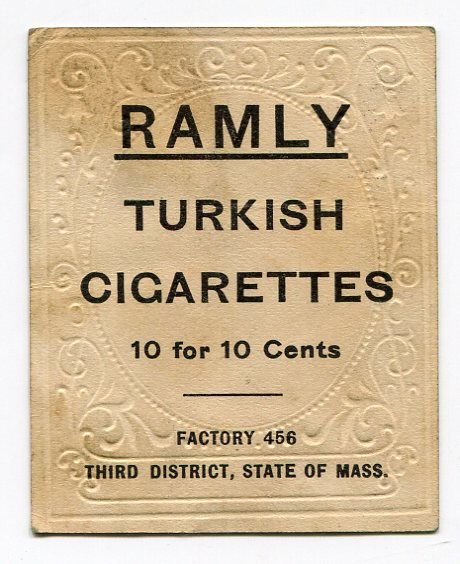 RAMLY
TURKISH
CIGARETTES
10 for 10 Cents
FACTORY 456
THIRD DISTRICT, STATE OF MASS.